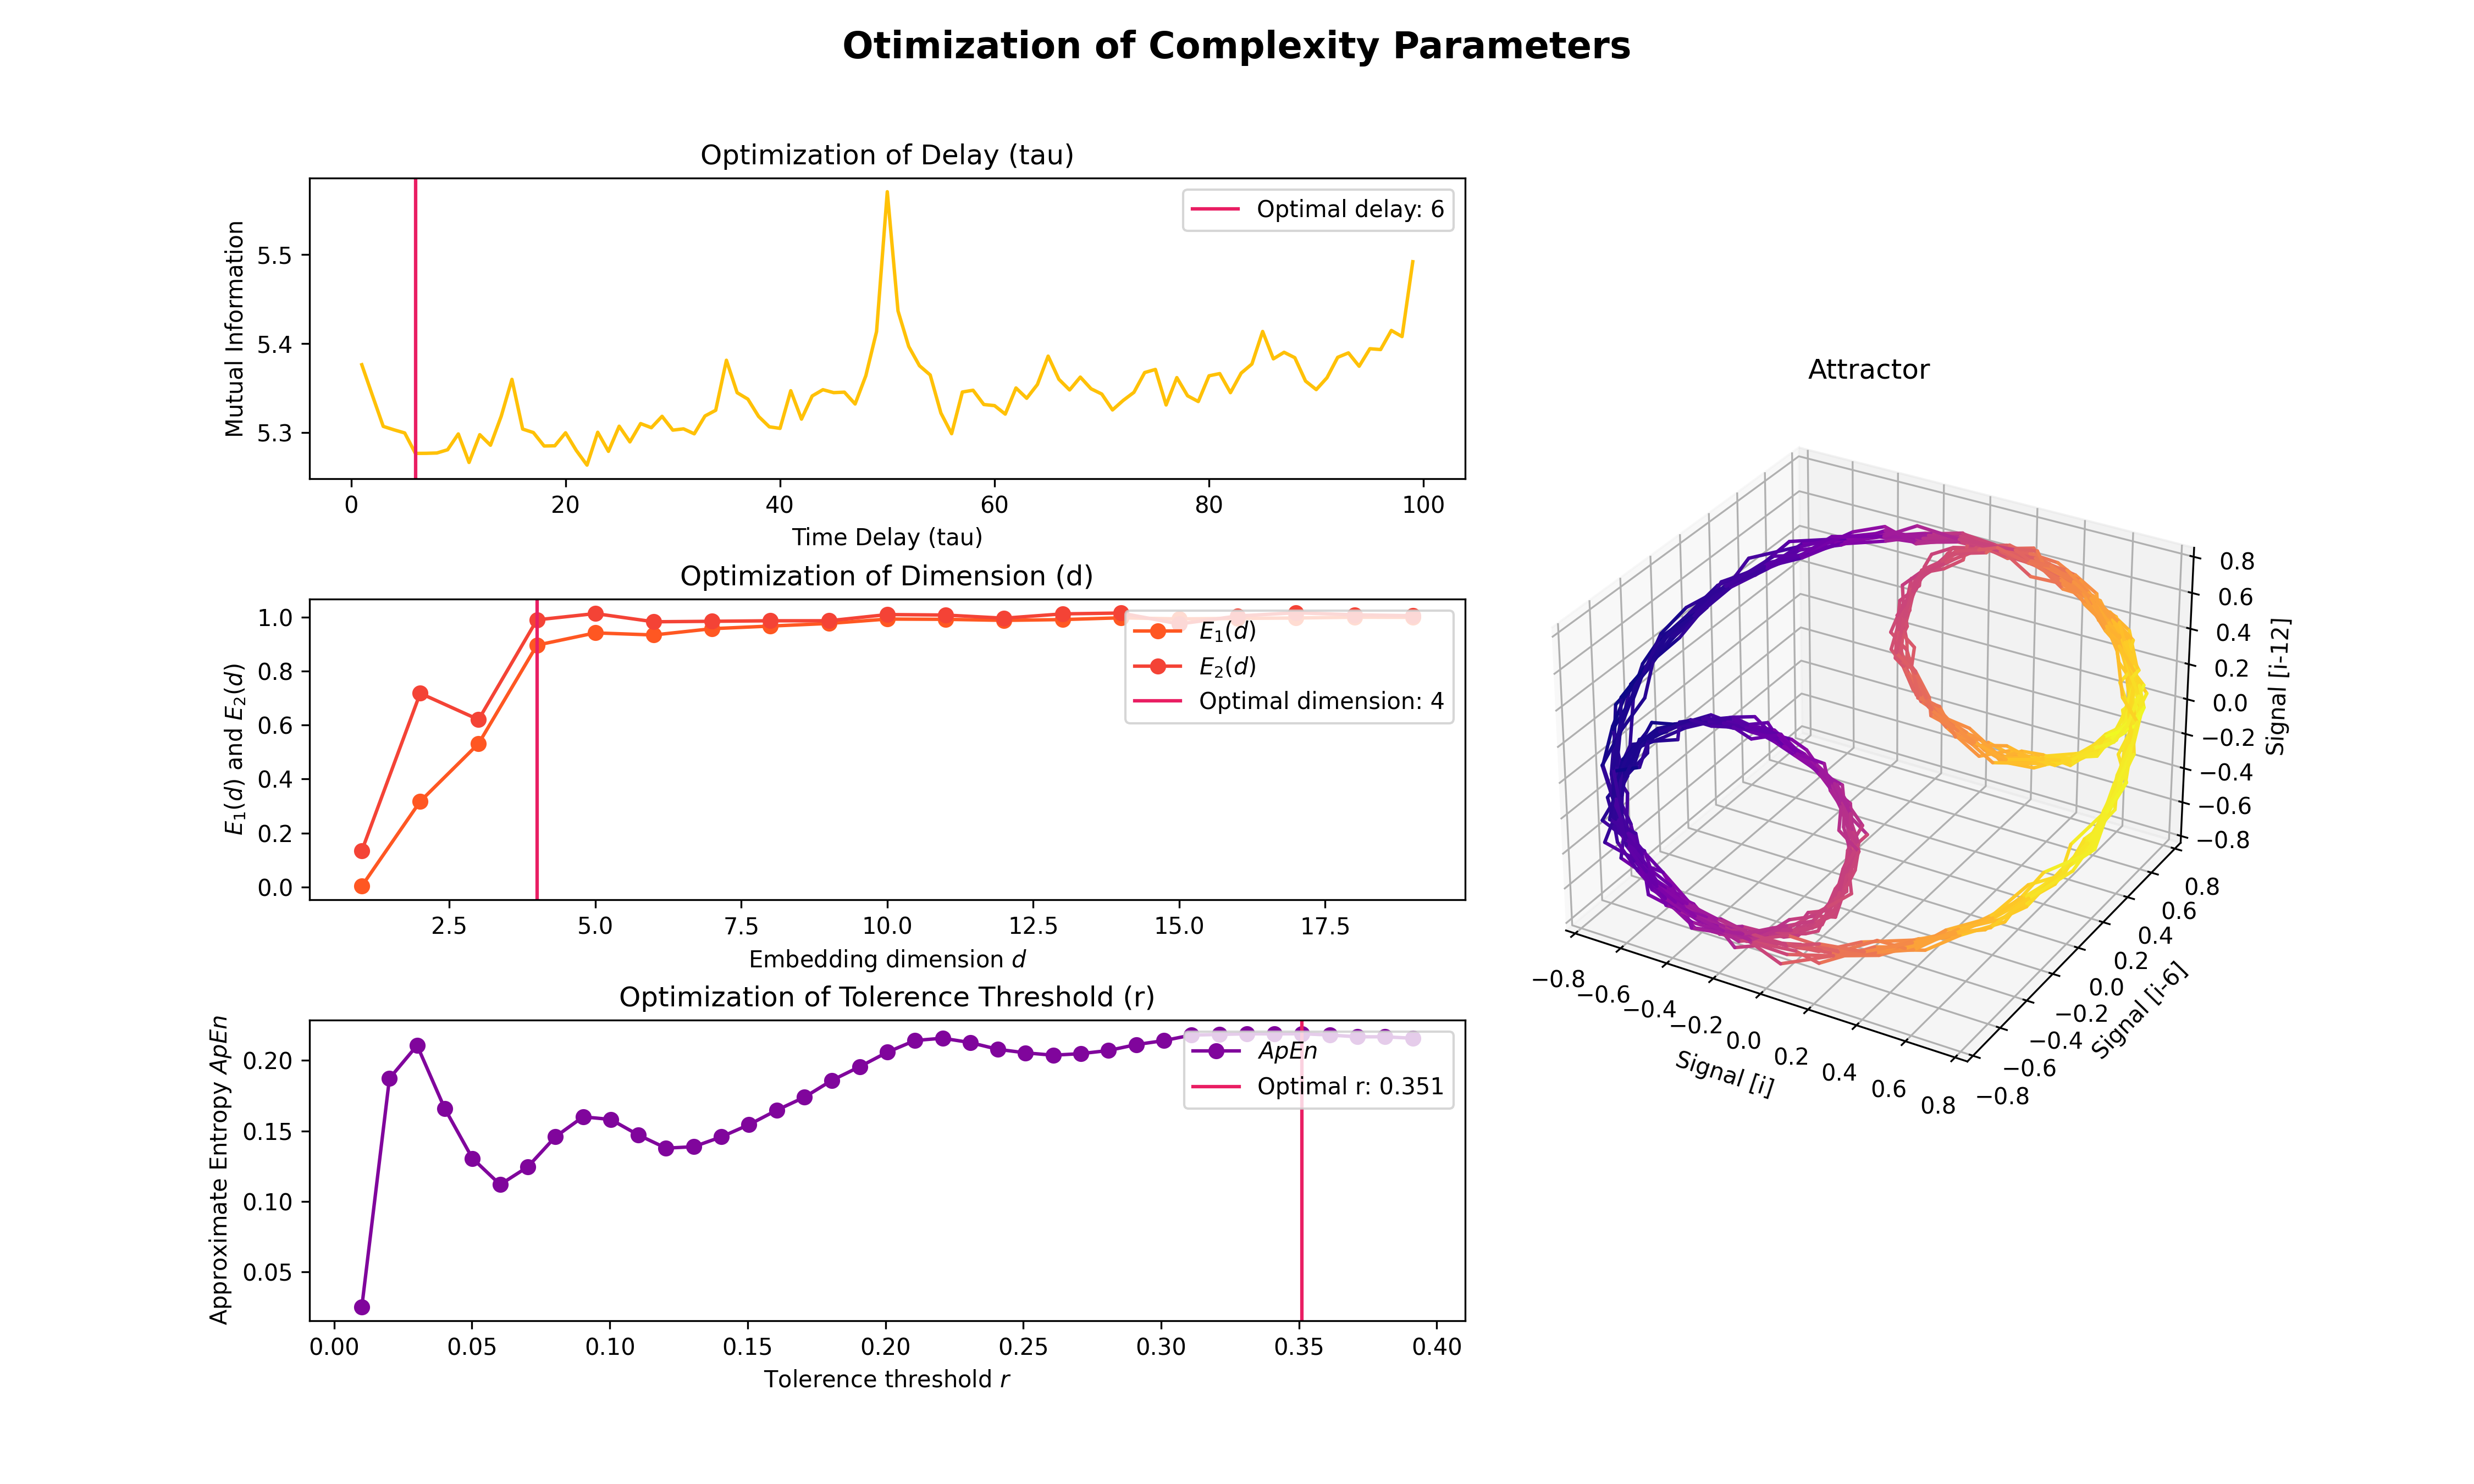 Otimization of Complexity Parameters
Optimization of Delay (tau)
Mutual Information
5.5
5.4
5.3
Optimal delay: 6
0 20 40 60 80 100
Time Delay (tau)
Optimization of Dimension (d)
E₁(d) and E₂(d)
1.0
0.8
0.6
0.4
0.2
0.0
E₁(d)
E₂(d)
Optimal dimension: 4
2.5 5.0 7.5 10.0 12.5 15.0 17.5
Embedding dimension d
Optimization of Tolerence Threshold (r)
Approximate Entropy ApEn
0.20
0.15
0.10
0.05
ApEn
Optimal r: 0.351
0.00 0.05 0.10 0.15 0.20 0.25 0.30 0.35 0.40
Tolerence threshold r
Attractor
Signal [i-12]
0.8
0.6
0.4
0.2
0.0
−0.2
−0.4
−0.6
−0.8
Signal [i-6]
0.8
0.6
0.4
0.2
0.0
−0.2
−0.4
−0.6
−0.8
−0.8 −0.6 −0.4 −0.2 0.0 0.2 0.4 0.6 0.8
Signal [i]